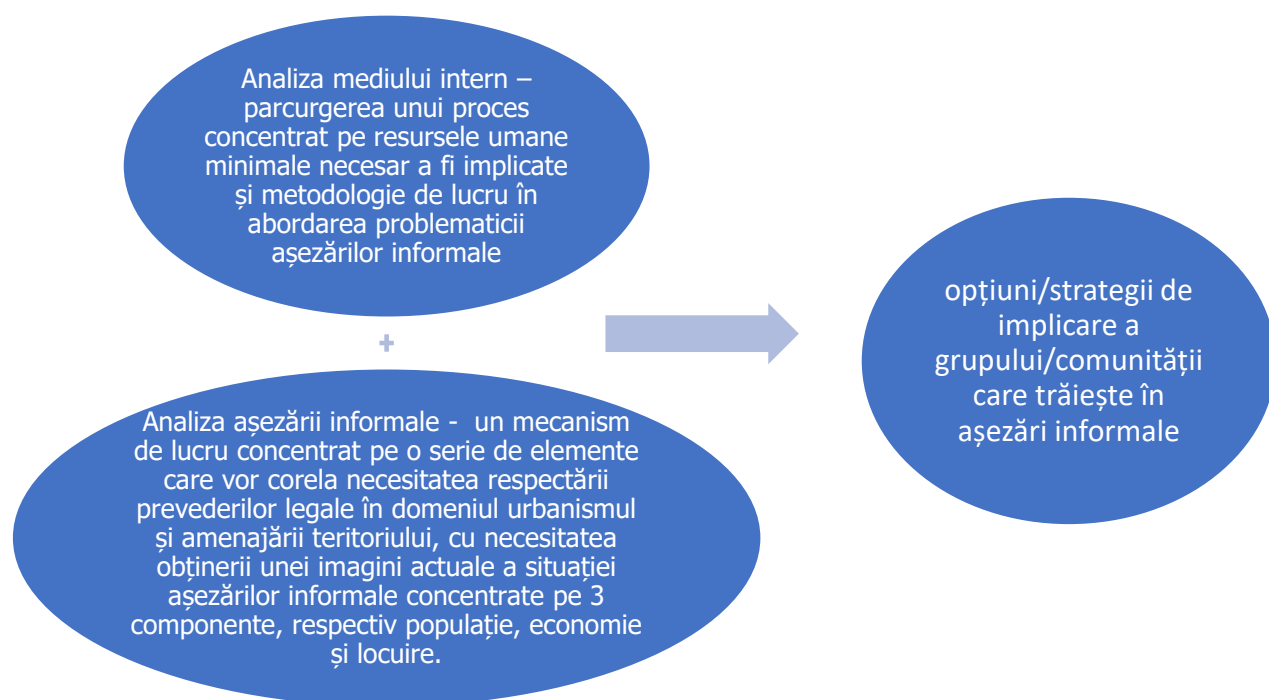 Analiza mediului intern –
parcurgerea unui proces
concentrat pe resursele umane
minimale necesar a fi implicate
și metodologie de lucru în
abordarea problematicii
așezărilor informale
+
Analiza așezării informale - un mecanism
de lucru concentrat pe o serie de elemente
care vor corela necesitatea respectării
prevederilor legale în domeniul urbanismul
și amenajării teritoriului, cu necesitatea
obținerii unei imagini actuale a situației
așezărilor informale concentrate pe 3
componente, respectiv populație, economie
și locuire.
opțiuni/strategii de
implicare a
grupului/comunității
care trăiește în
așezări informale